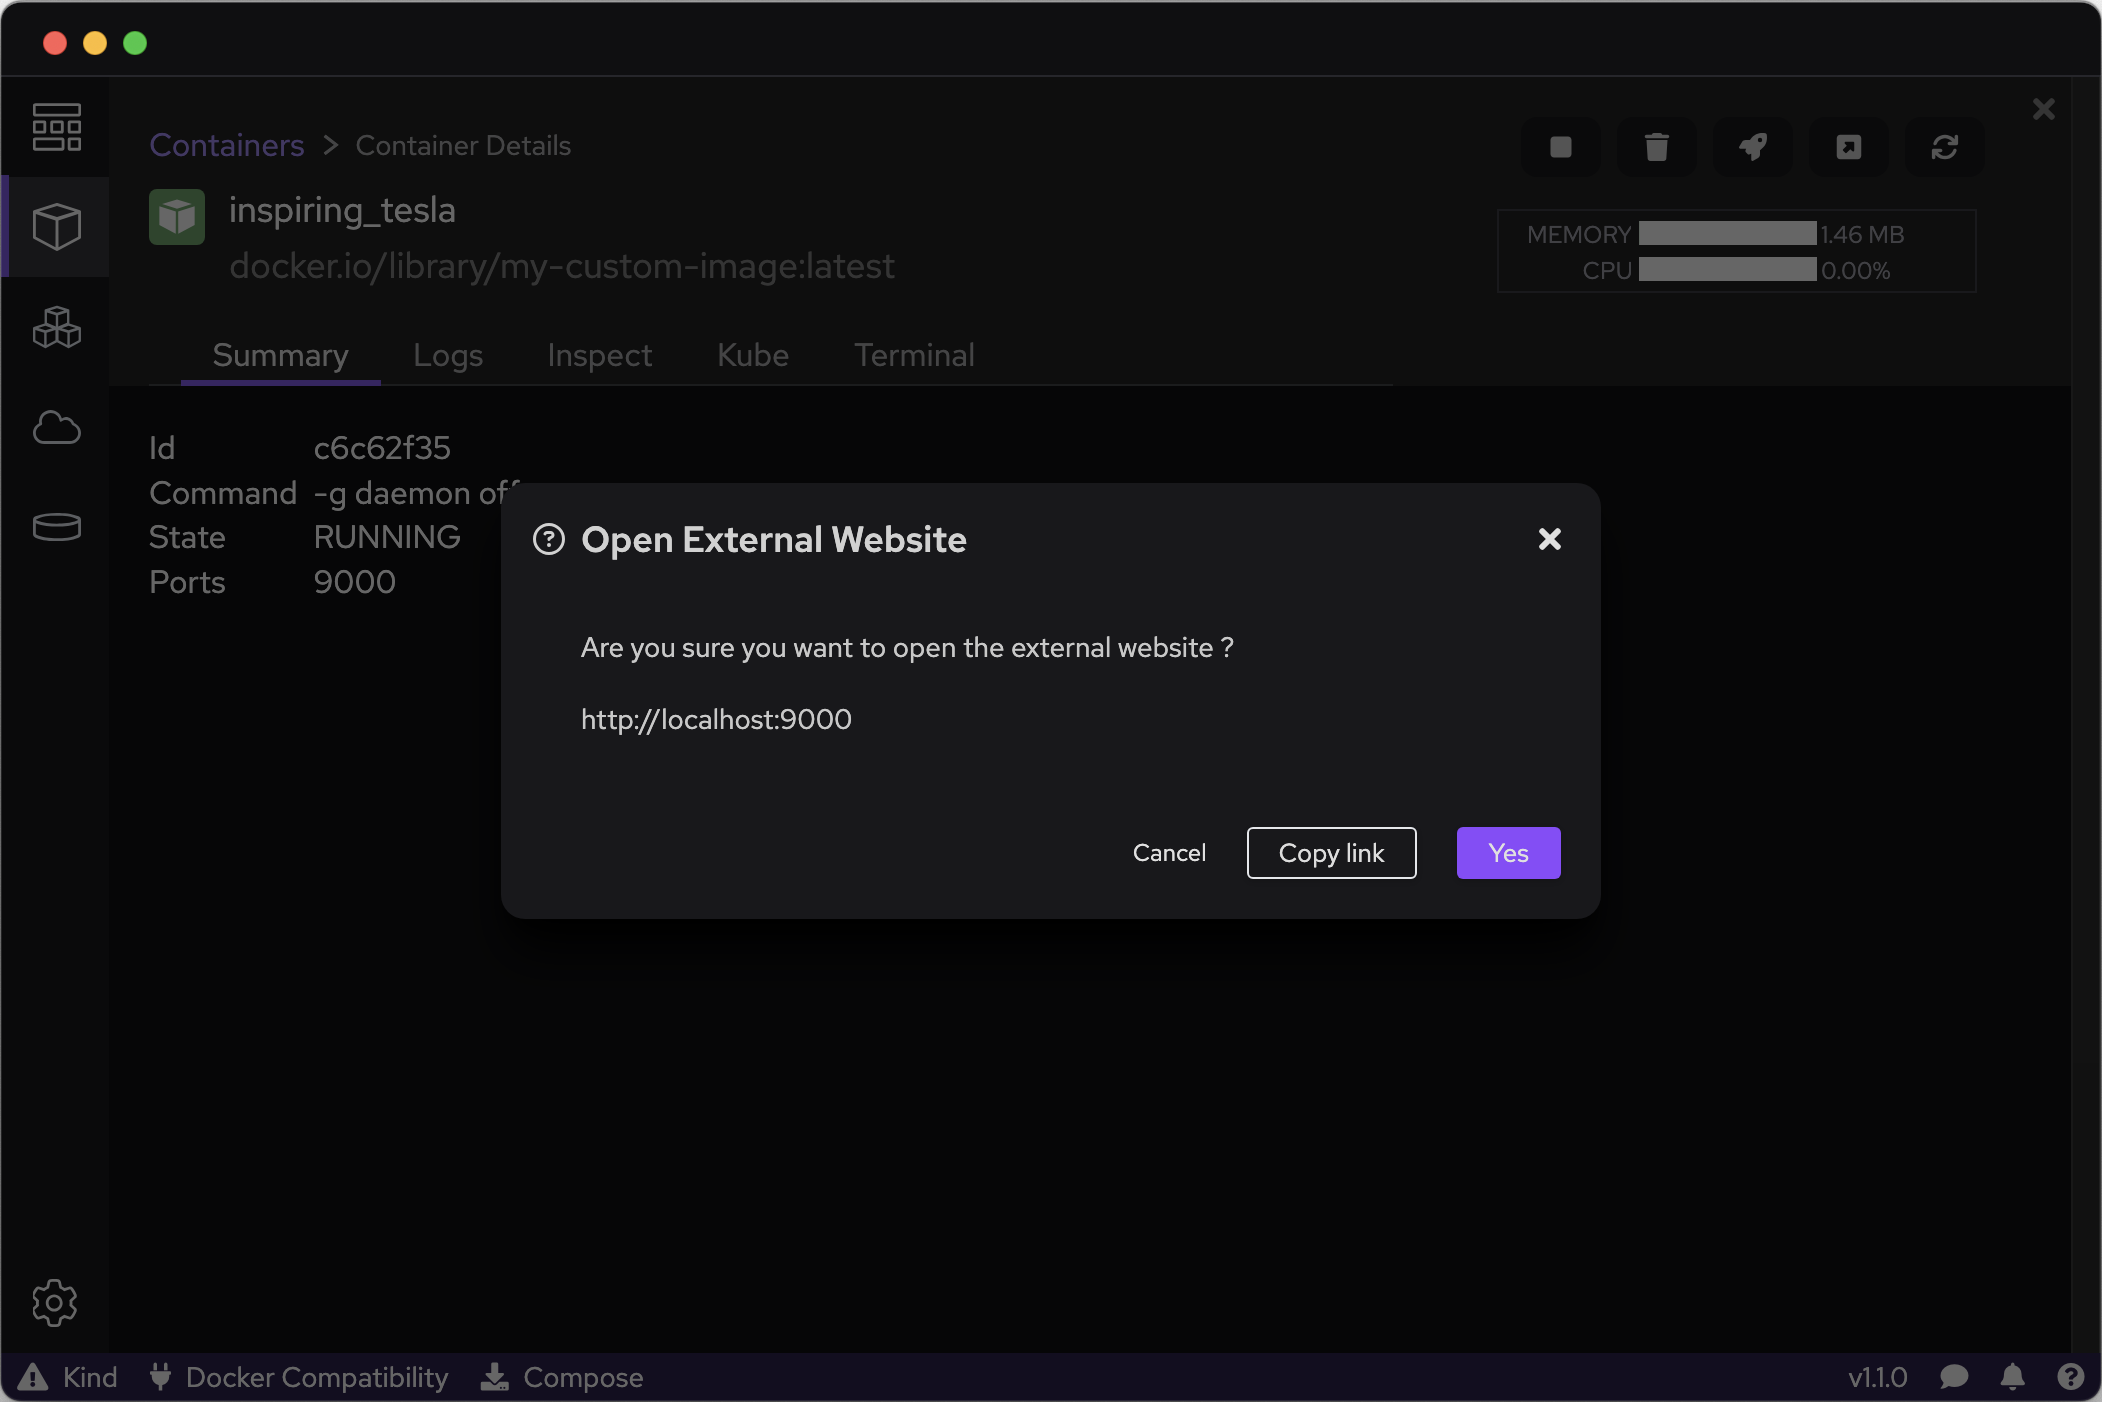 Containers > Container Details
inspiring_tesla
docker.io/library/my-custom-image:latest
MEMORY 1.46 MB
CPU 0.00%
Summary Logs Inspect Kube Terminal
Id c6c62f35
Command -g daemon off
State RUNNING
Ports 9000
Open External Website
Are you sure you want to open the external website ?
http://localhost:9000
Cancel Copy link Yes
Kind Docker Compatibility Compose v1.1.0